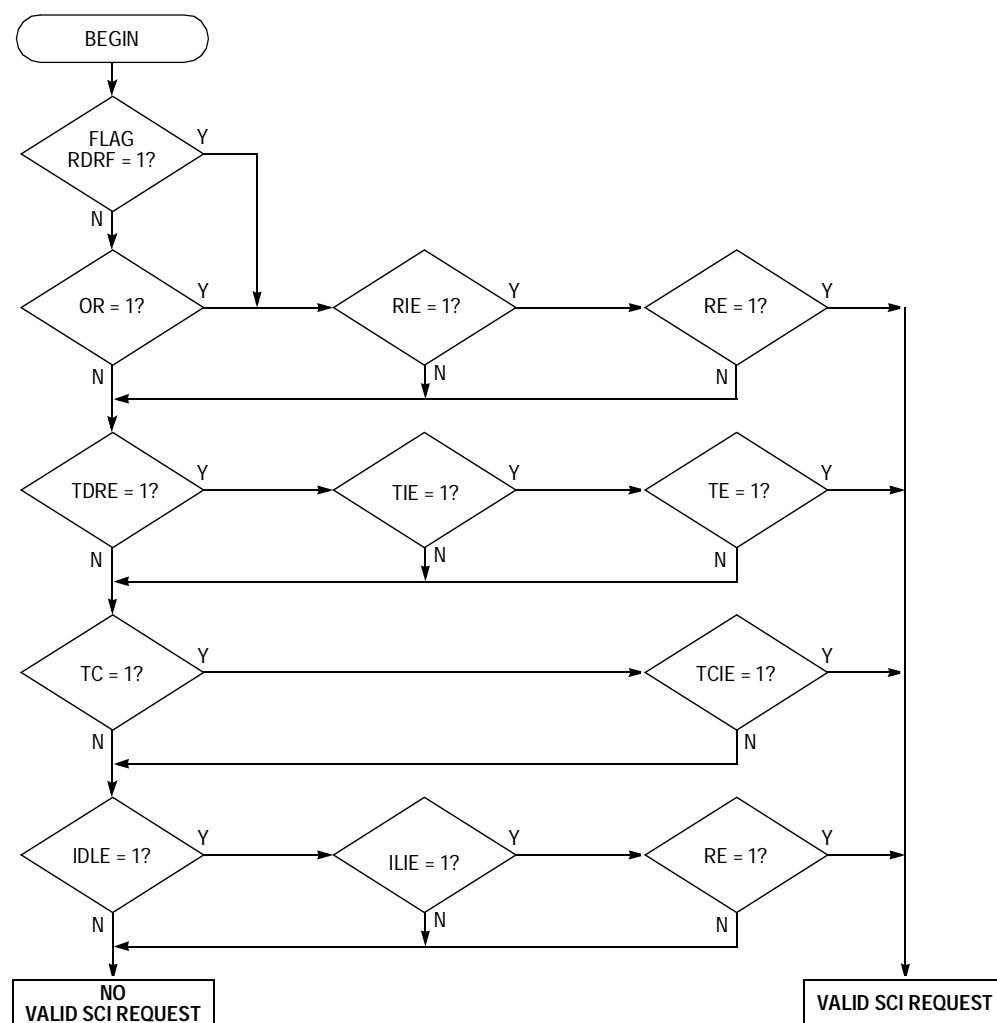 BEGIN
FLAG
RDRF = 1?
Y
N
OR = 1?
Y
RIE = 1?
Y
RE = 1?
Y
N
N
N
TDRE = 1?
Y
TIE = 1?
Y
TE = 1?
Y
N
N
N
TC = 1?
Y
TCIE = 1?
Y
N
N
IDLE = 1?
Y
ILIE = 1?
Y
RE = 1?
Y
N
N
N
NO
VALID SCI REQUEST
VALID SCI REQUEST